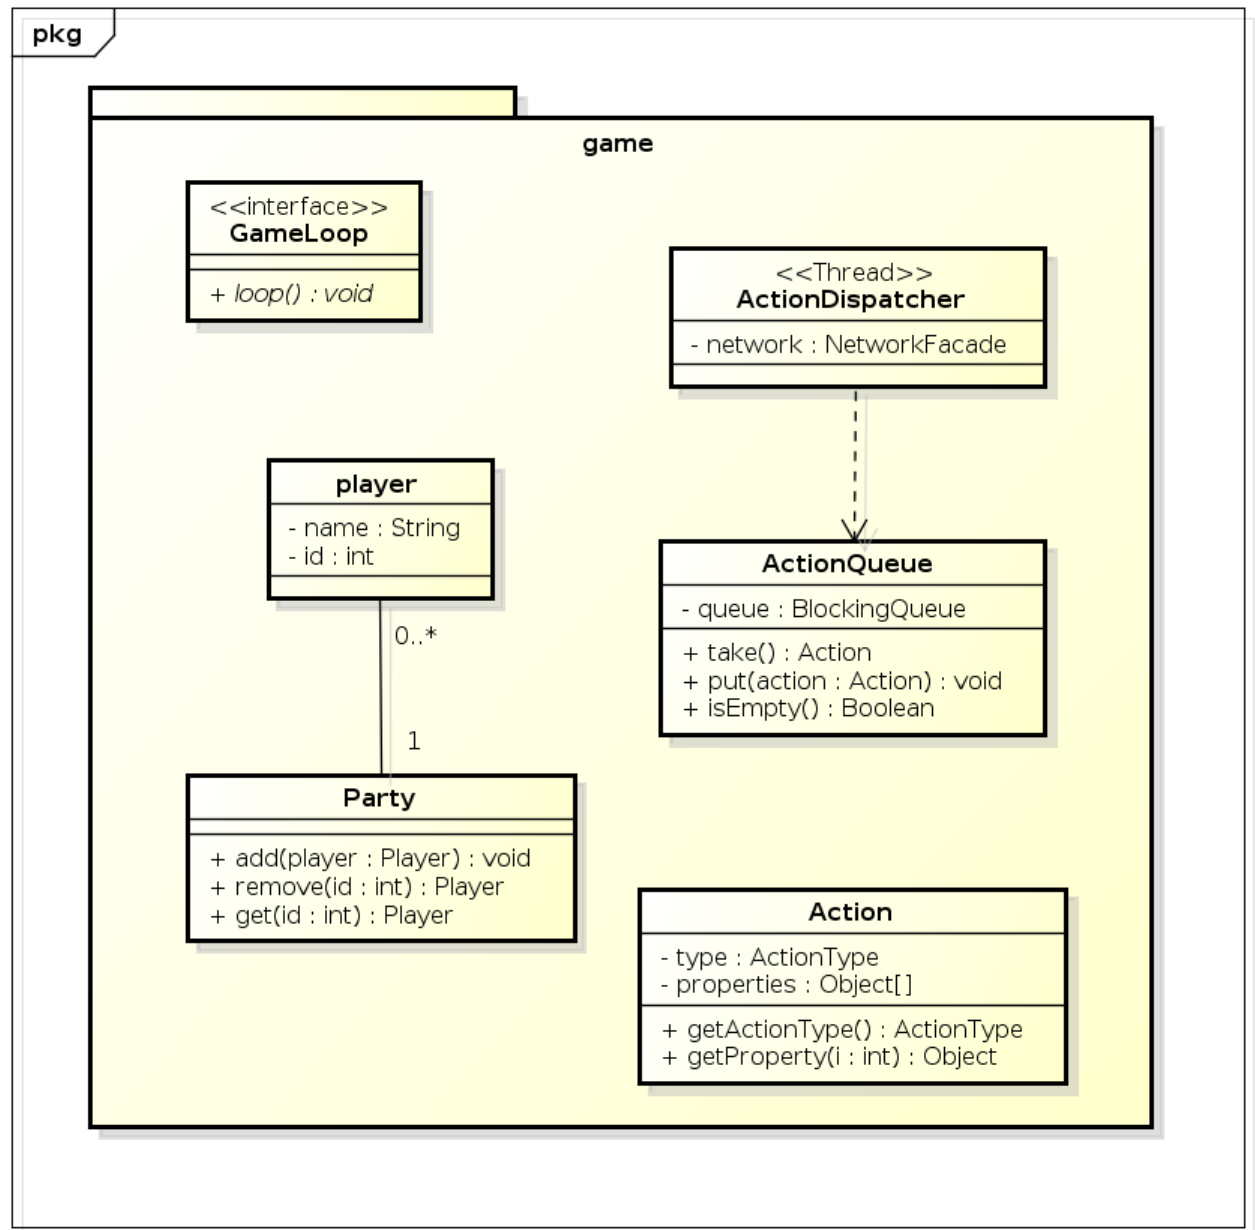 pkg
game
<<interface>>
GameLoop
+ loop() : void
<<Thread>>
ActionDispatcher
- network : NetworkFacade
player
- name : String
- id : int
0..*
1
ActionQueue
- queue : BlockingQueue
+ take() : Action
+ put(action : Action) : void
+ isEmpty() : Boolean
Party
+ add(player : Player) : void
+ remove(id : int) : Player
+ get(id : int) : Player
Action
- type : ActionType
- properties : Object[]
+ getActionType() : ActionType
+ getProperty(i : int) : Object